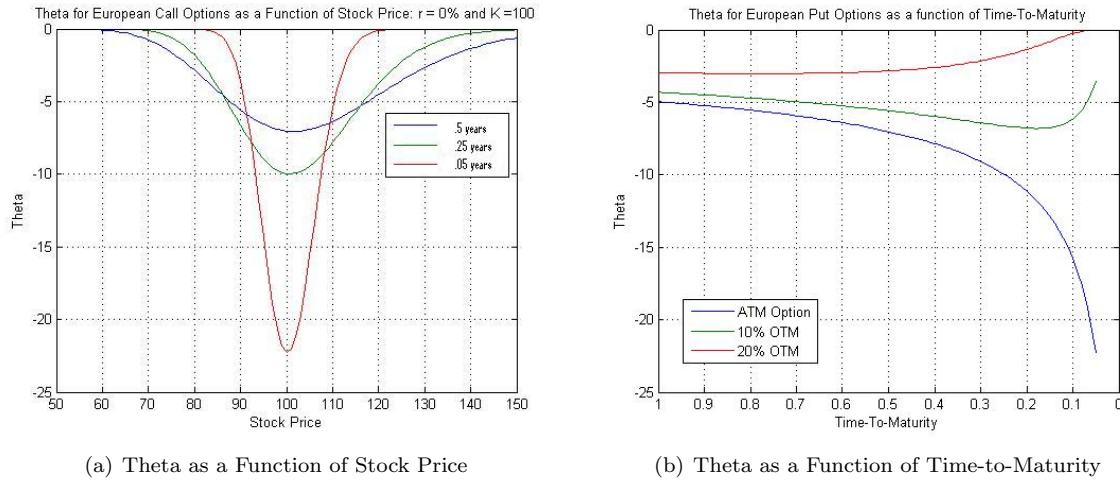 Theta for European Call Options as a Function of Stock Price: r = 0% and K =100
0
-5
-10
-15
-20
-25
Theta
50 60 70 80 90 100 110 120 130 140 150
Stock Price
.5 years
.25 years
.05 years
(a) Theta as a Function of Stock Price
Theta for European Put Options as a function of Time-To-Maturity
0
-5
-10
-15
-20
-25
Theta
1 0.9 0.8 0.7 0.6 0.5 0.4 0.3 0.2 0.1 0
Time-To-Maturity
ATM Option
10% OTM
20% OTM
(b) Theta as a Function of Time-to-Maturity